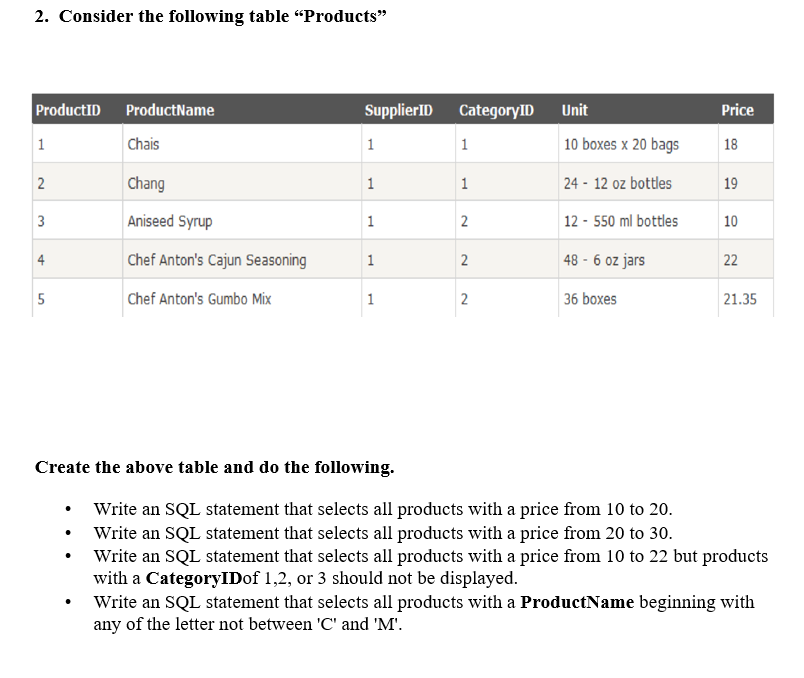 2. Consider the following table “Products”
ProductID ProductName SupplierID CategoryID Unit Price
1 Chais 1 1 10 boxes x 20 bags 18
2 Chang 1 1 24 - 12 oz bottles 19
3 Aniseed Syrup 1 2 12 - 550 ml bottles 10
4 Chef Anton's Cajun Seasoning 1 2 48 - 6 oz jars 22
5 Chef Anton's Gumbo Mix 1 2 36 boxes 21.35
Create the above table and do the following.
• Write an SQL statement that selects all products with a price from 10 to 20.
• Write an SQL statement that selects all products with a price from 20 to 30.
• Write an SQL statement that selects all products with a price from 10 to 22 but products
with a CategoryIDof 1,2, or 3 should not be displayed.
• Write an SQL statement that selects all products with a ProductName beginning with
any of the letter not between 'C' and 'M'.